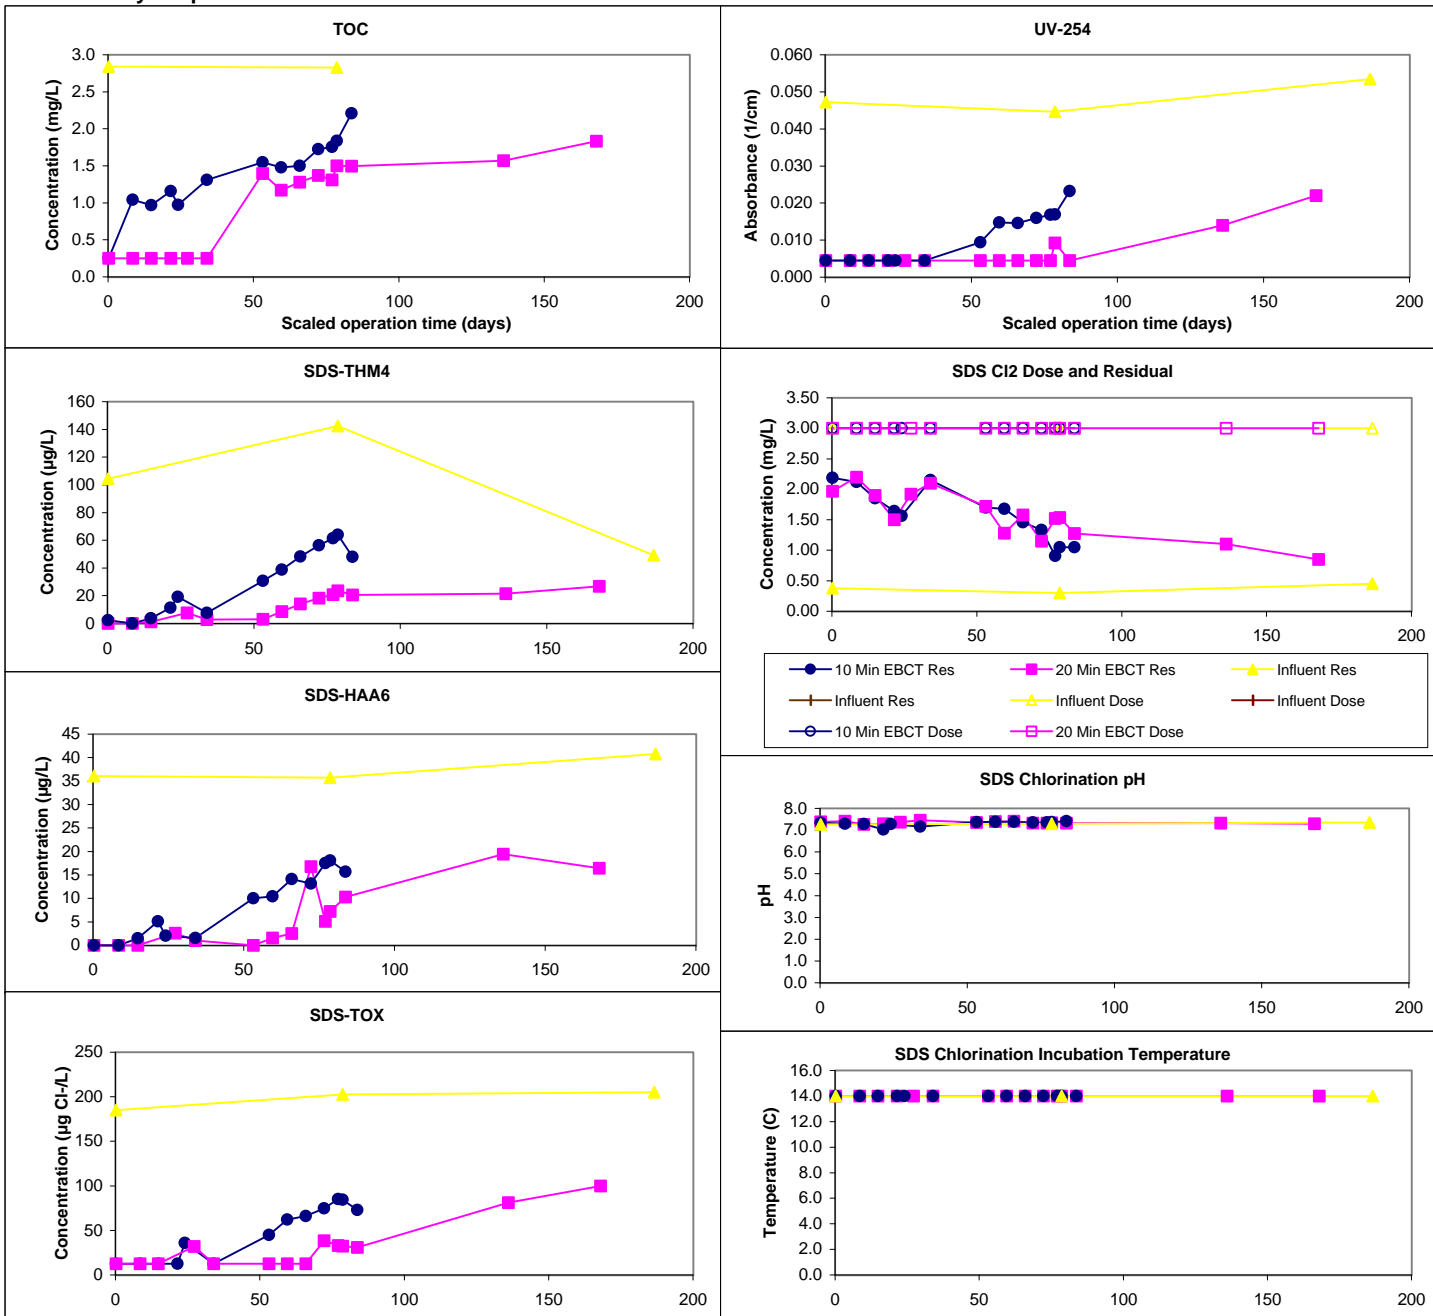 TOC
Concentration (mg/L)
3.0
2.5
2.0
1.5
1.0
0.5
0.0
0 50 100 150 200
Scaled operation time (days)
UV-254
Absorbance (1/cm)
0.060
0.050
0.040
0.030
0.020
0.010
0.000
0 50 100 150 200
Scaled operation time (days)
SDS-THM4
Concentration (µg/L)
160
140
120
100
80
60
40
20
0
0 50 100 150 200
SDS Cl2 Dose and Residual
Concentration (mg/L)
3.50
3.00
2.50
2.00
1.50
1.00
0.50
0.00
0 50 100 150 200
10 Min EBCT Res 20 Min EBCT Res Influent Res
Influent Res Influent Dose Influent Dose
10 Min EBCT Dose 20 Min EBCT Dose
SDS-HAA6
Concentration (µg/L)
45
40
35
30
25
20
15
10
5
0
0 50 100 150 200
SDS Chlorination pH
pH
8.0
7.0
6.0
5.0
4.0
3.0
2.0
1.0
0.0
0 50 100 150 200
SDS-TOX
Concentration (µg Cl-/L)
250
200
150
100
50
0
0 50 100 150 200
SDS Chlorination Incubation Temperature
Temperature (C)
16.0
14.0
12.0
10.0
8.0
6.0
4.0
2.0
0.0
0 50 100 150 200